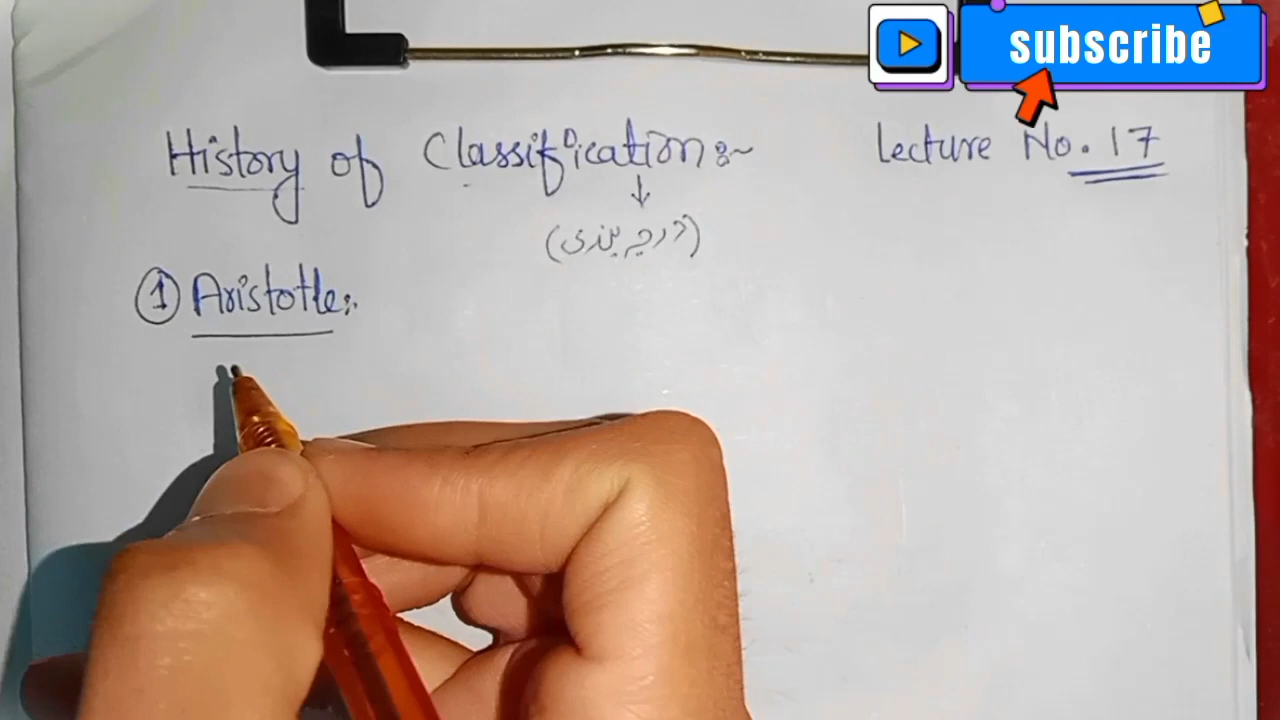 subscribe
History of Classification:~ Lecture No. 17
↓
(درجہ بندی)
① Aristotle:.